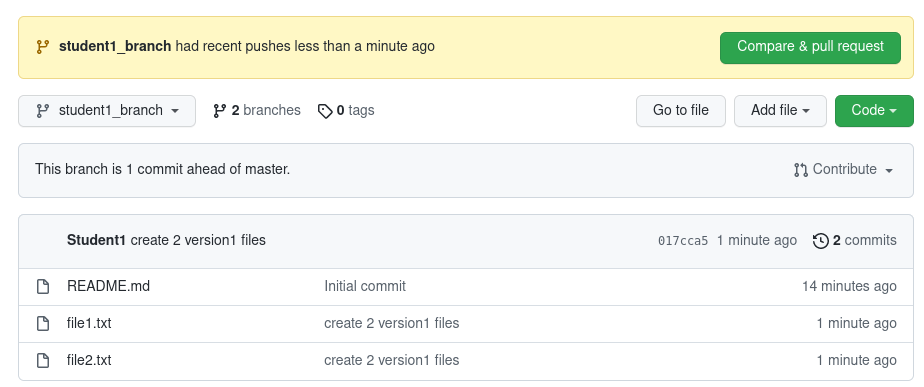 student1_branch had recent pushes less than a minute ago Compare & pull request
student1_branch 2 branches 0 tags Go to file Add file Code
This branch is 1 commit ahead of master. Contribute
Student1 create 2 version1 files 017cca5 1 minute ago 2 commits
README.md Initial commit 14 minutes ago
file1.txt create 2 version1 files 1 minute ago
file2.txt create 2 version1 files 1 minute ago